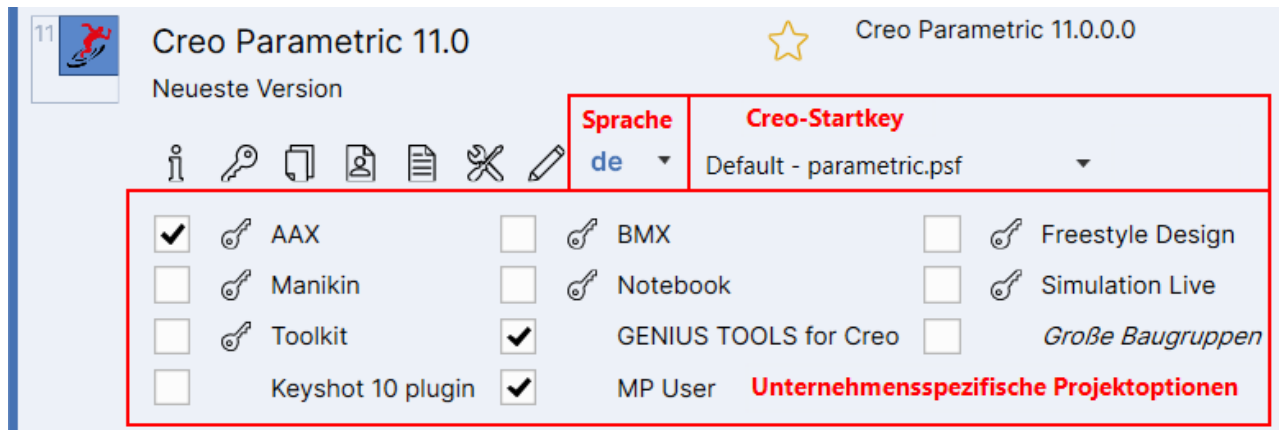 11
Creo Parametric 11.0
Creo Parametric 11.0.0.0
Neueste Version
Sprache
Creo-Startkey
de
Default - parametric.psf
AAX
BMX
Freestyle Design
Manikin
Notebook
Simulation Live
Toolkit
GENIUS TOOLS for Creo
Große Baugruppen
Keyshot 10 plugin
MP User
Unternehmensspezifische Projektoptionen